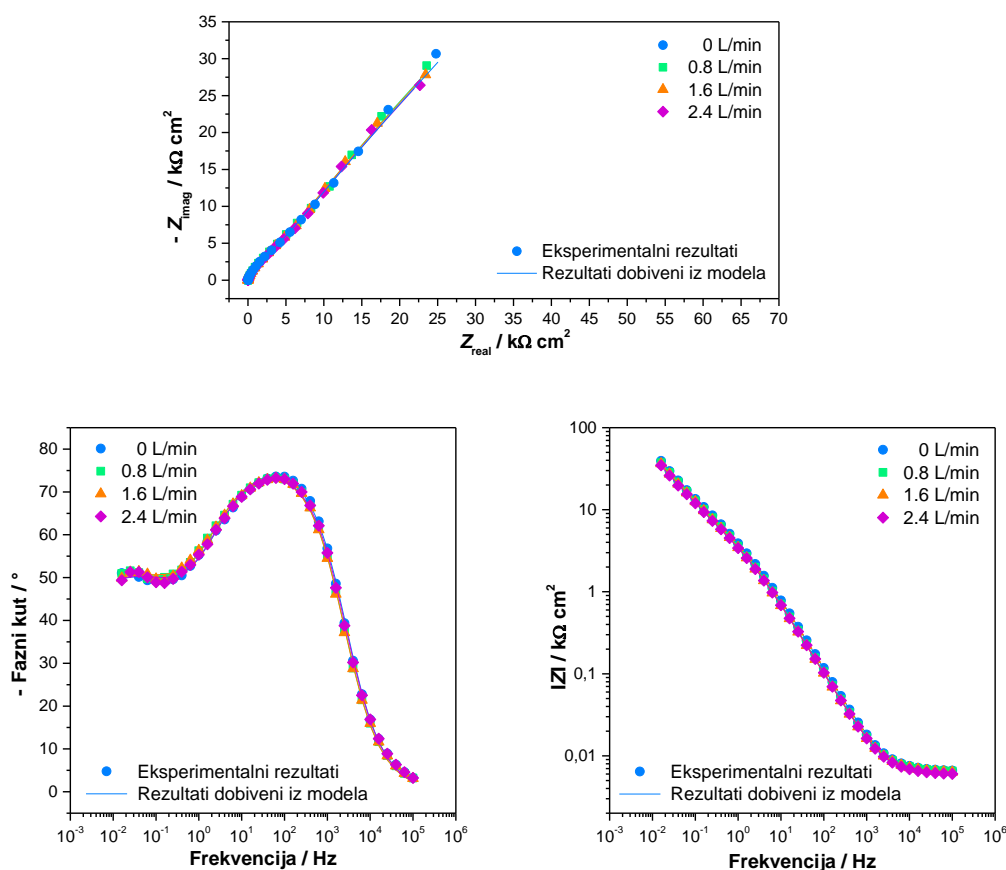 35
30
25
20
15
10
5
0
- Zimag / kΩ cm²
0 L/min
0.8 L/min
1.6 L/min
2.4 L/min
Eksperimentalni rezultati
Rezultati dobiveni iz modela
0 5 10 15 20 25 30 35 40 45 50 55 60 65 70
Zreal / kΩ cm²
80
70
60
50
40
30
20
10
0
- Fazni kut / °
0 L/min
0.8 L/min
1.6 L/min
2.4 L/min
Eksperimentalni rezultati
Rezultati dobiveni iz modela
10⁻³ 10⁻² 10⁻¹ 10⁰ 10¹ 10² 10³ 10⁴ 10⁵ 10⁶
Frekvencija / Hz
100
10
1
0,1
0,01
|Z| / kΩ cm²
0 L/min
0.8 L/min
1.6 L/min
2.4 L/min
Eksperimentalni rezultati
Rezultati dobiveni iz modela
10⁻³ 10⁻² 10⁻¹ 10⁰ 10¹ 10² 10³ 10⁴ 10⁵ 10⁶
Frekvencija / Hz